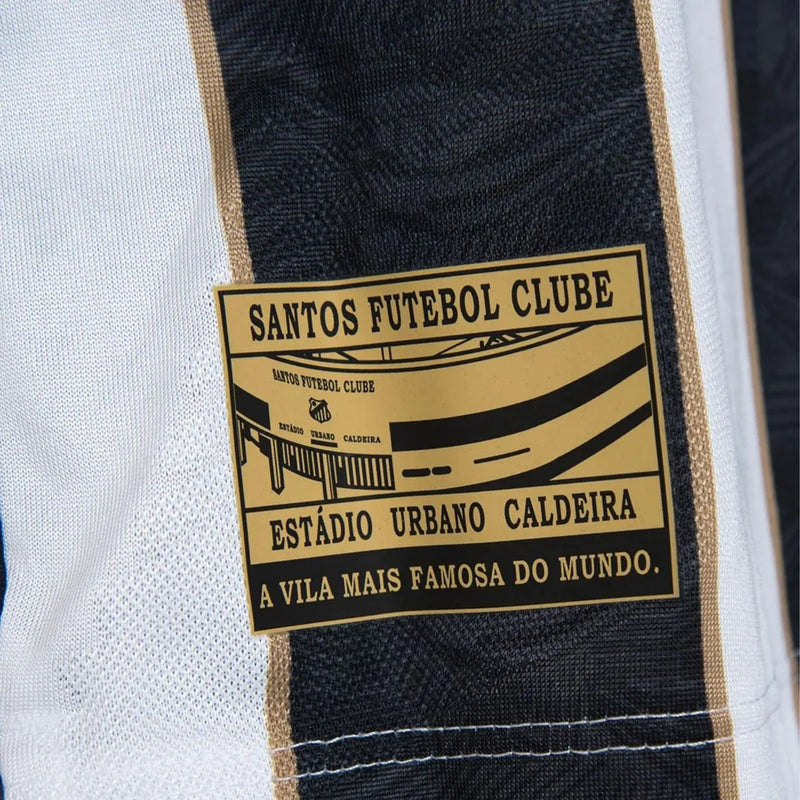 SANTOS FUTEBOL CLUBE
SANTOS FUTEBOL CLUBE
ESTÁDIO URBANO CALDEIRA
ESTÁDIO URBANO CALDEIRA
A VILA MAIS FAMOSA DO MUNDO.